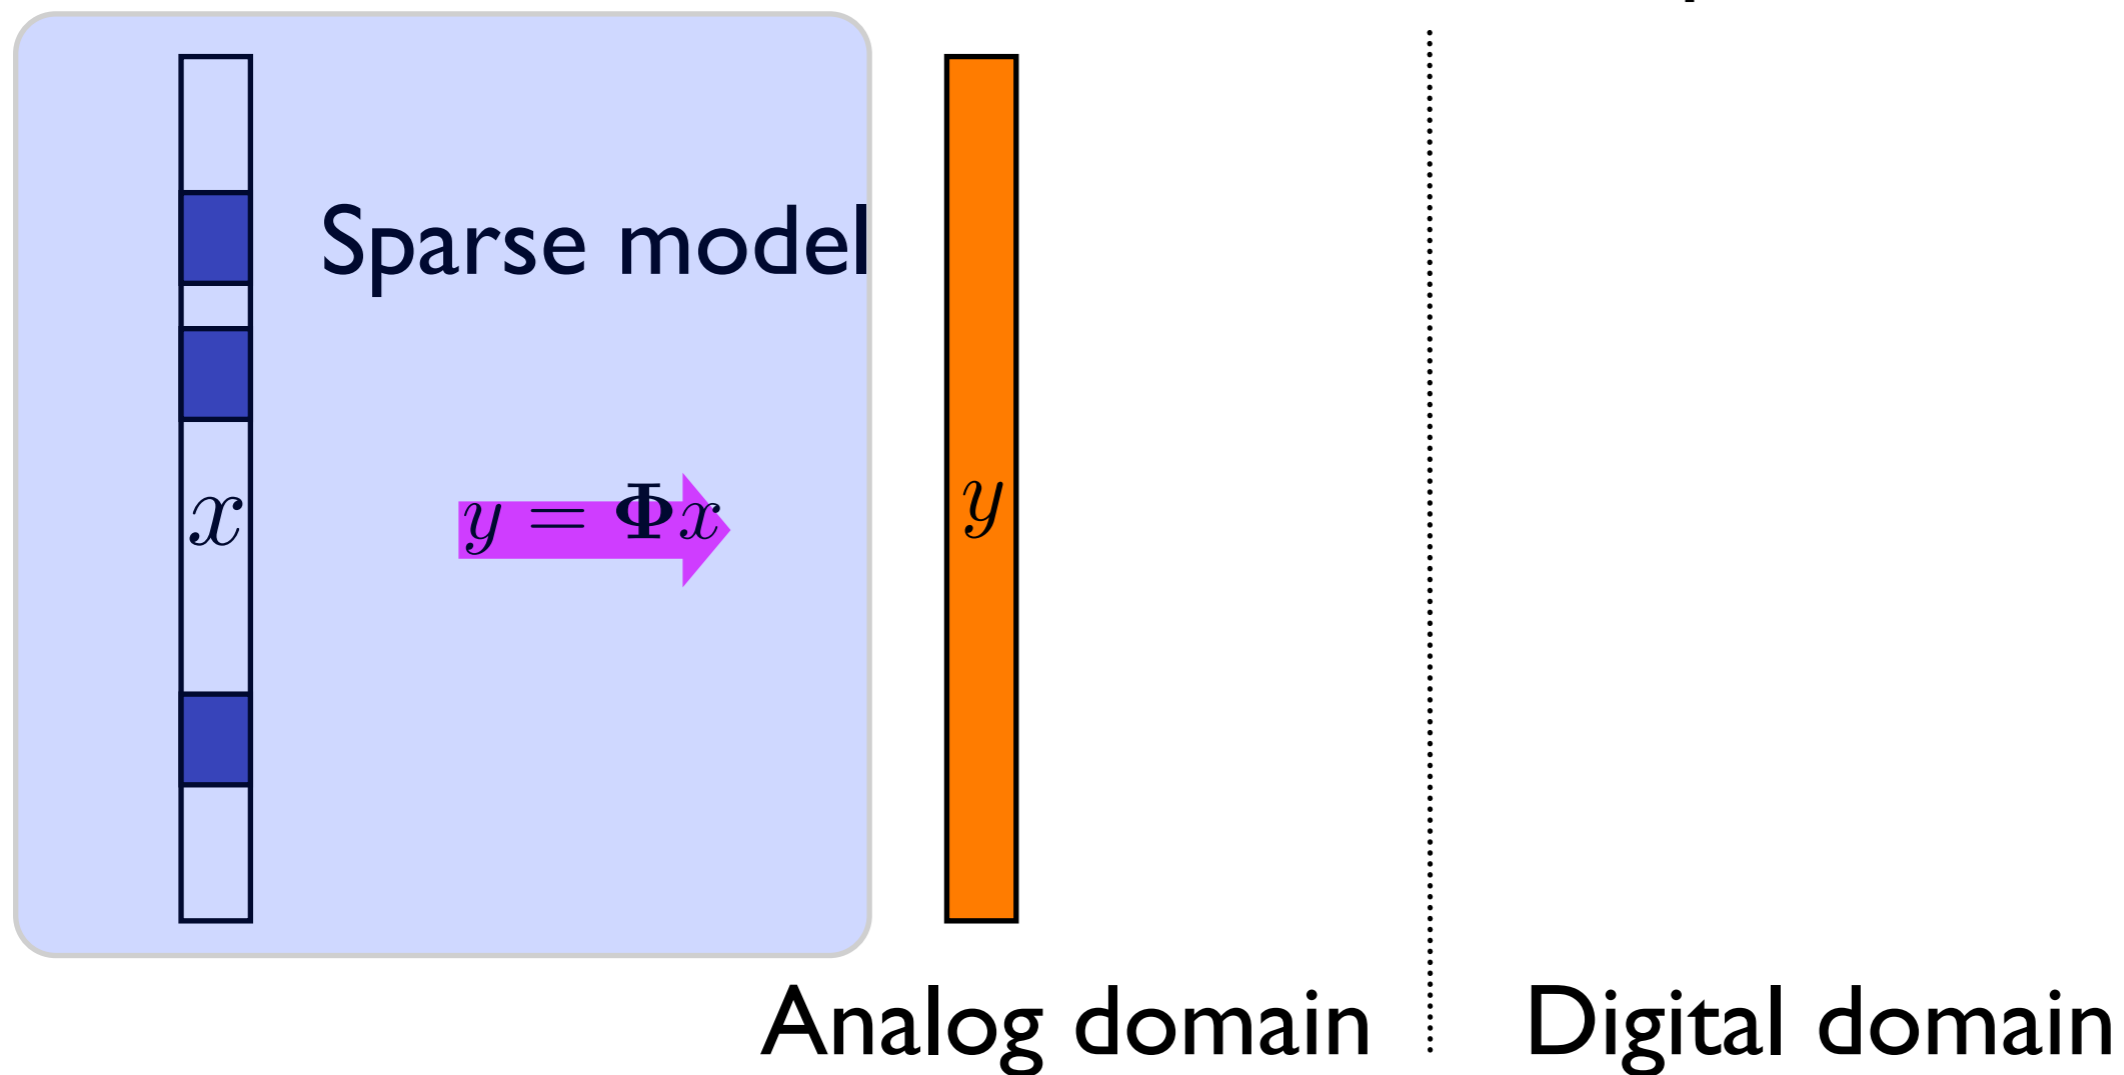 Sparse model
x
y = Φx
y
Analog domain
Digital domain